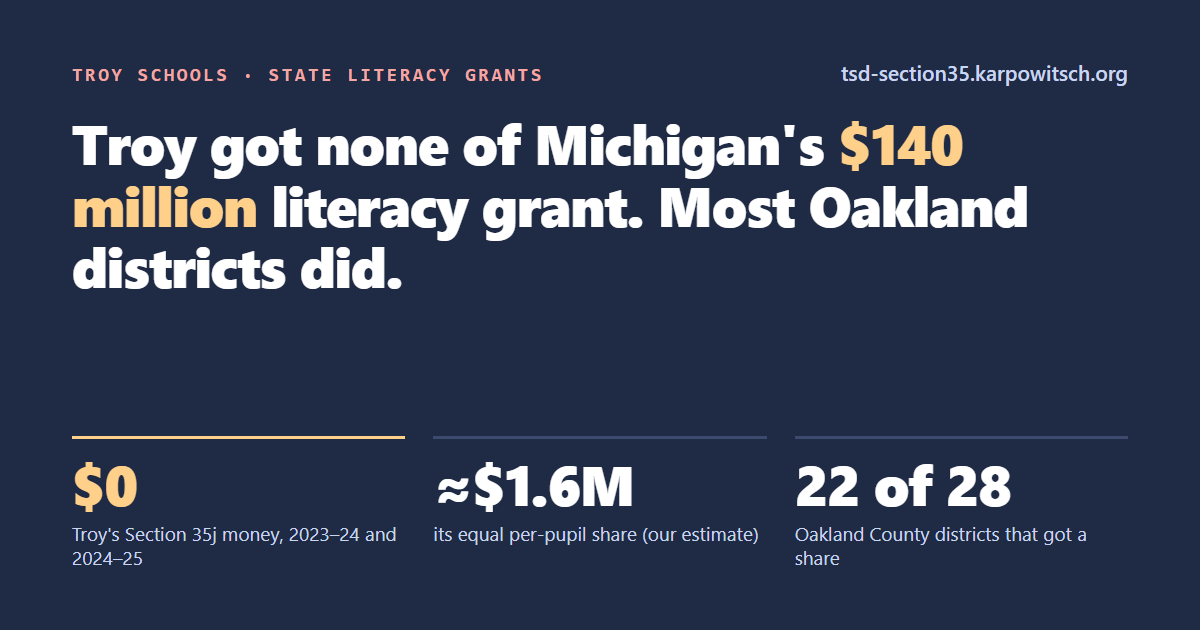 TROY SCHOOLS · STATE LITERACY GRANTS
tsd-section35.karpowitsch.org
Troy got none of Michigan's $140
million literacy grant. Most Oakland
districts did.
$0
Troy's Section 35j money, 2023–24 and
2024–25
≈$1.6M
its equal per-pupil share (our estimate)
22 of 28
Oakland County districts that got a
share